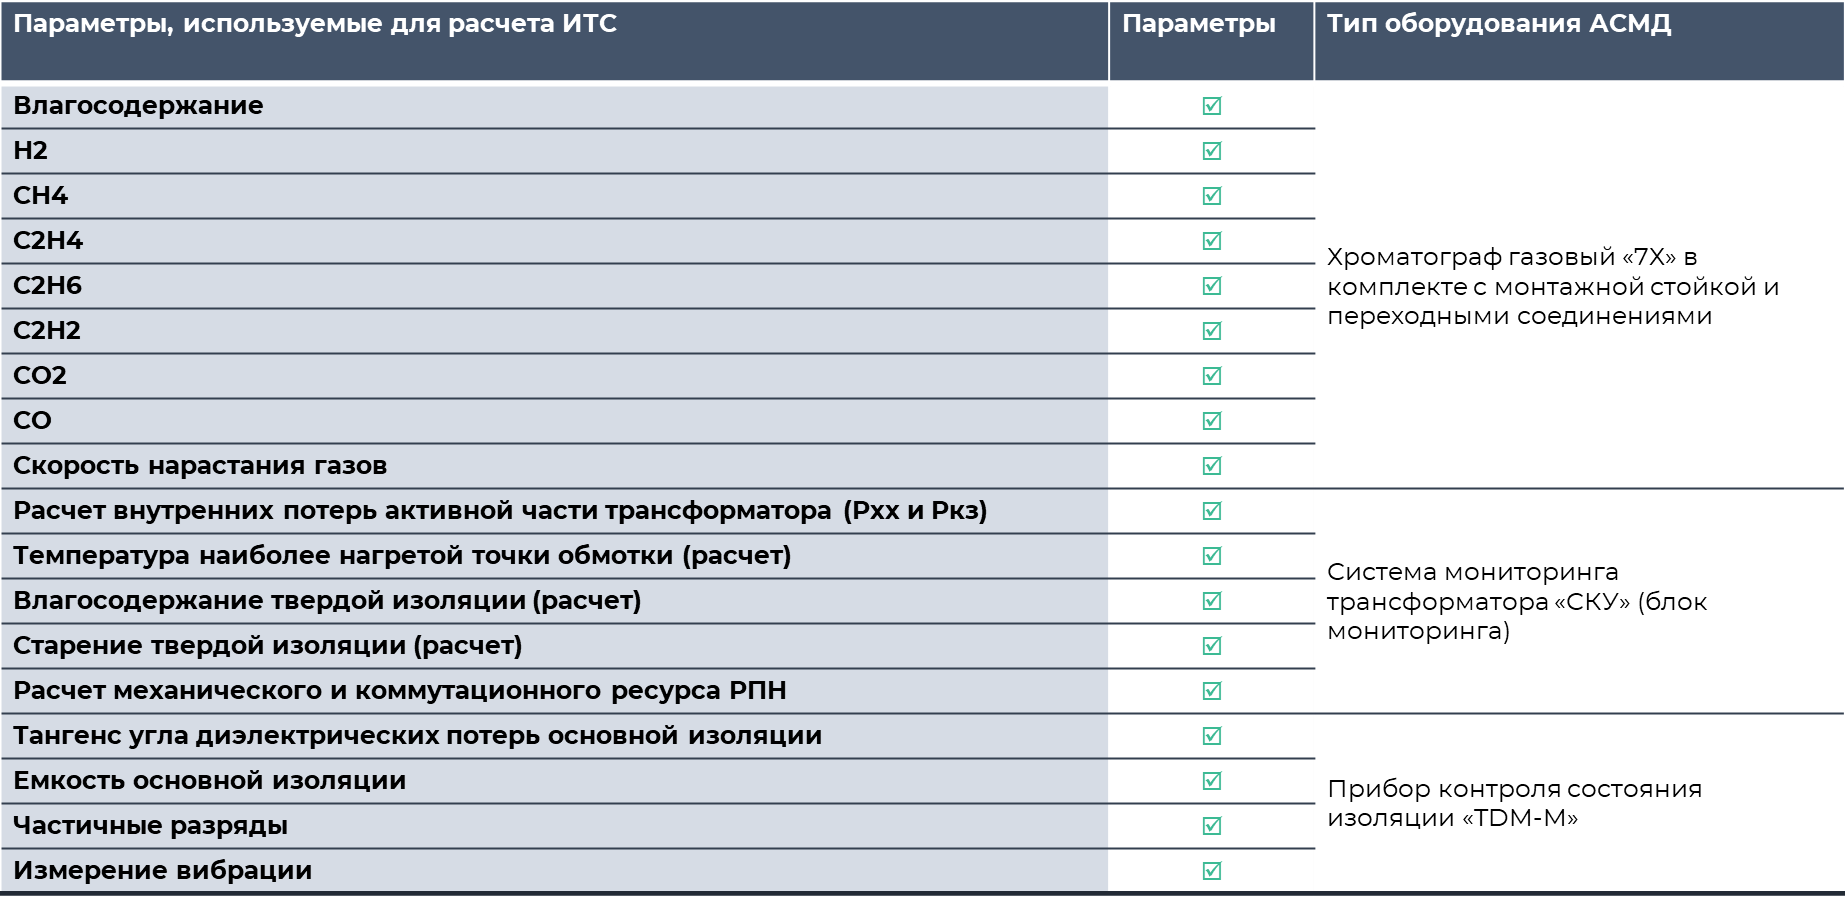 Параметры, используемые для расчета ИТС
Параметры
Тип оборудования АСМД
Влагосодержание
H2
CH4
C2H4
C2H6
C2H2
CO2
CO
Скорость нарастания газов
Хроматограф газовый «7Х» в
комплекте с монтажной стойкой и
переходными соединениями
Расчет внутренних потерь активной части трансформатора (Рхх и Ркз)
Температура наиболее нагретой точки обмотки (расчет)
Влагосодержание твердой изоляции (расчет)
Старение твердой изоляции (расчет)
Расчет механического и коммутационного ресурса РПН
Система мониторинга
трансформатора «СКУ» (блок
мониторинга)
Тангенс угла диэлектрических потерь основной изоляции
Емкость основной изоляции
Частичные разряды
Измерение вибрации
Прибор контроля состояния
изоляции «TDM-M»